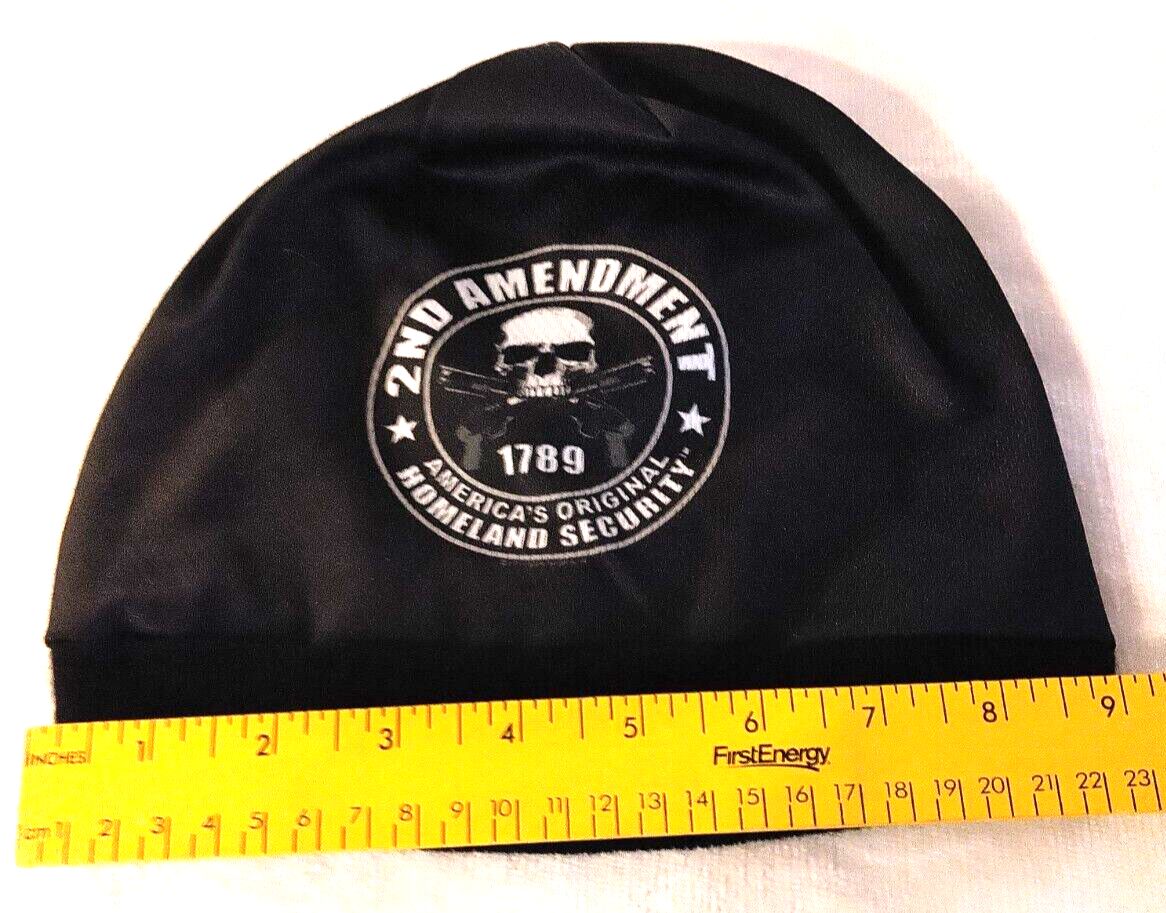 2ND AMENDMENT
1789
AMERICA'S ORIGINAL
HOMELAND SECURITY™
INCHES 1 2 3 4 5 6 7 8 9
FirstEnergy
cm 1 2 3 4 5 6 7 8 9 10 11 12 13 14 15 16 17 18 19 20 21 22 23